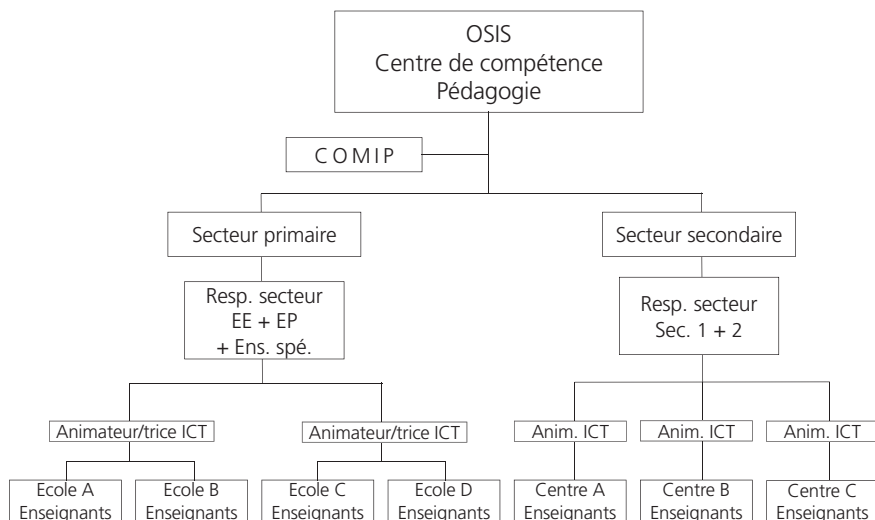 OSIS
Centre de compétence
Pédagogie
COMIP
Secteur primaire
Secteur secondaire
Resp. secteur
EE + EP
+ Ens. spé.
Resp. secteur
Sec. 1 + 2
Animateur/trice ICT
Animateur/trice ICT
Anim. ICT
Anim. ICT
Anim. ICT
Ecole A
Enseignants
Ecole B
Enseignants
Ecole C
Enseignants
Ecole D
Enseignants
Centre A
Enseignants
Centre B
Enseignants
Centre C
Enseignants